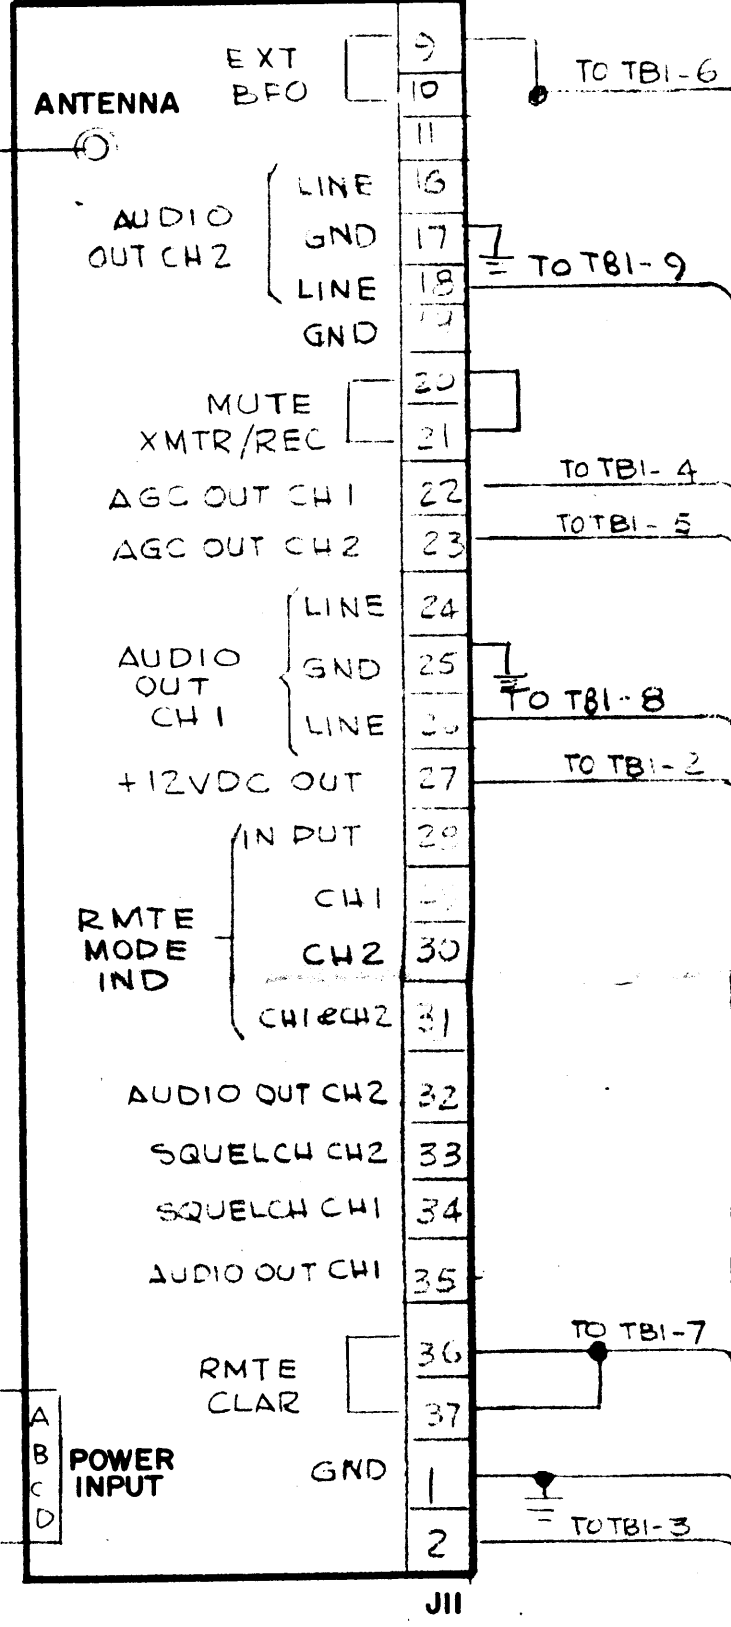 EXT 9
BFO 10 TO TB1-6
ANTENNA
11
LINE 16
AUDIO GND 17
OUT CH2 TO TB1-9
LINE 18
GND
20
MUTE
XMTR/REC 21
AGC OUT CH1 22 TO TB1-4
AGC OUT CH2 23 TO TB1-5
LINE 24
AUDIO GND 25
OUT
CH1 LINE TO TB1-8
+12VDC OUT 27 TO TB1-2
IN PUT
CH1
RMTE
MODE CH2 30
IND
CH1&CH2 31
AUDIO OUT CH2 32
SQUELCH CH2 33
SQUELCH CH1 34
AUDIO OUT CH1 35
36 TO TB1-7
RMTE
CLAR 37
A
B POWER GND 1
C INPUT
D
2 TO TB1-3
J11